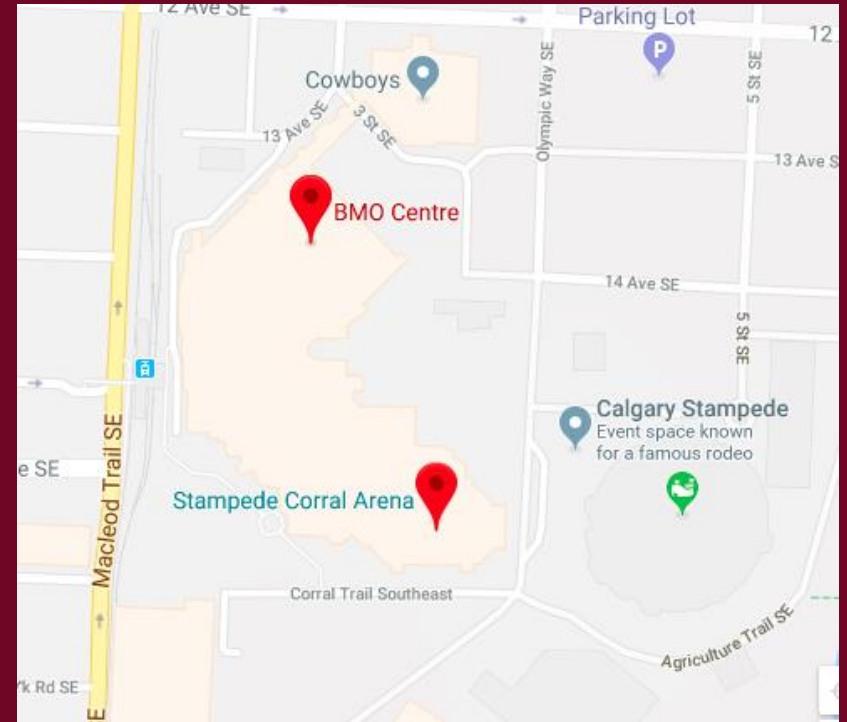 12 Ave SE
Parking Lot
P
12
Cowboys
Olympic Way SE
5 St SE
13 Ave SE
3 St SE
13 Ave S
BMO Centre
14 Ave SE
5 St SE
Calgary Stampede
Event space known
for a famous rodeo
e SE
Macleod Trail SE
Stampede Corral Arena
Corral Trail Southeast
Agriculture Trail SE
'k Rd SE
E